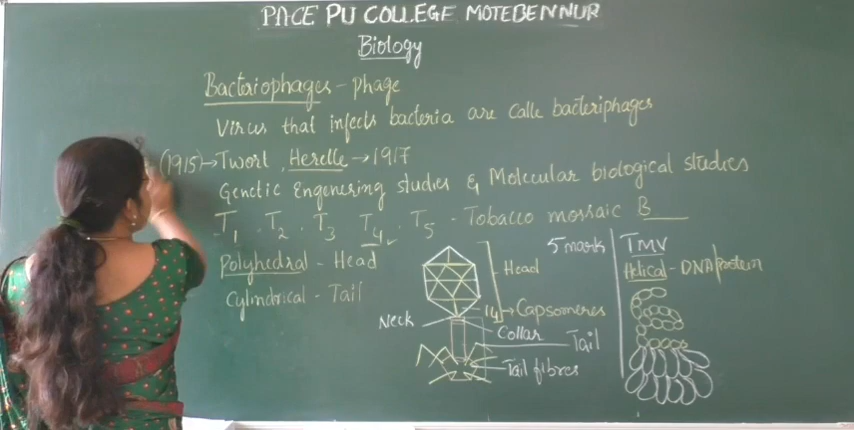 PACE PU COLLEGE MOTEBENNUR
Biology
Bacteriophages - phage
Virus that infects bacteria are calle bacteriphages
(1915)→Twort, Herelle → 1917
Genetic Engenering studies & Molecular biological studies
T1 . T2 . T3 T4 . T5 - Tobacco mossaic B
Polyhedral - Head
Cylindrical - Tail
Head
→Capsomeres
Neck
Collar
Tail
Tail fibres
5 mark
TMV
Helical - DNA protein